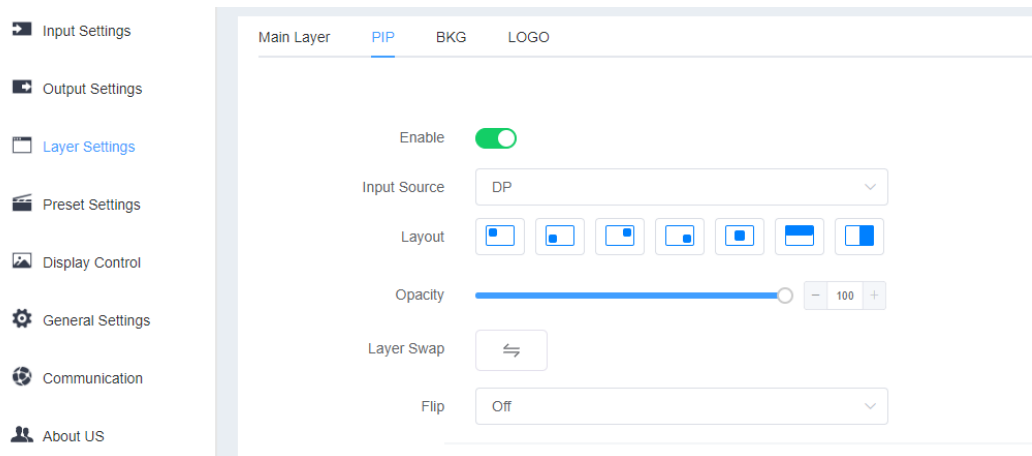 Input Settings
Output Settings
Layer Settings
Preset Settings
Display Control
General Settings
Communication
About US
Main Layer PIP BKG LOGO
Enable
Input Source DP
Layout
Opacity − 100 +
Layer Swap
Flip Off